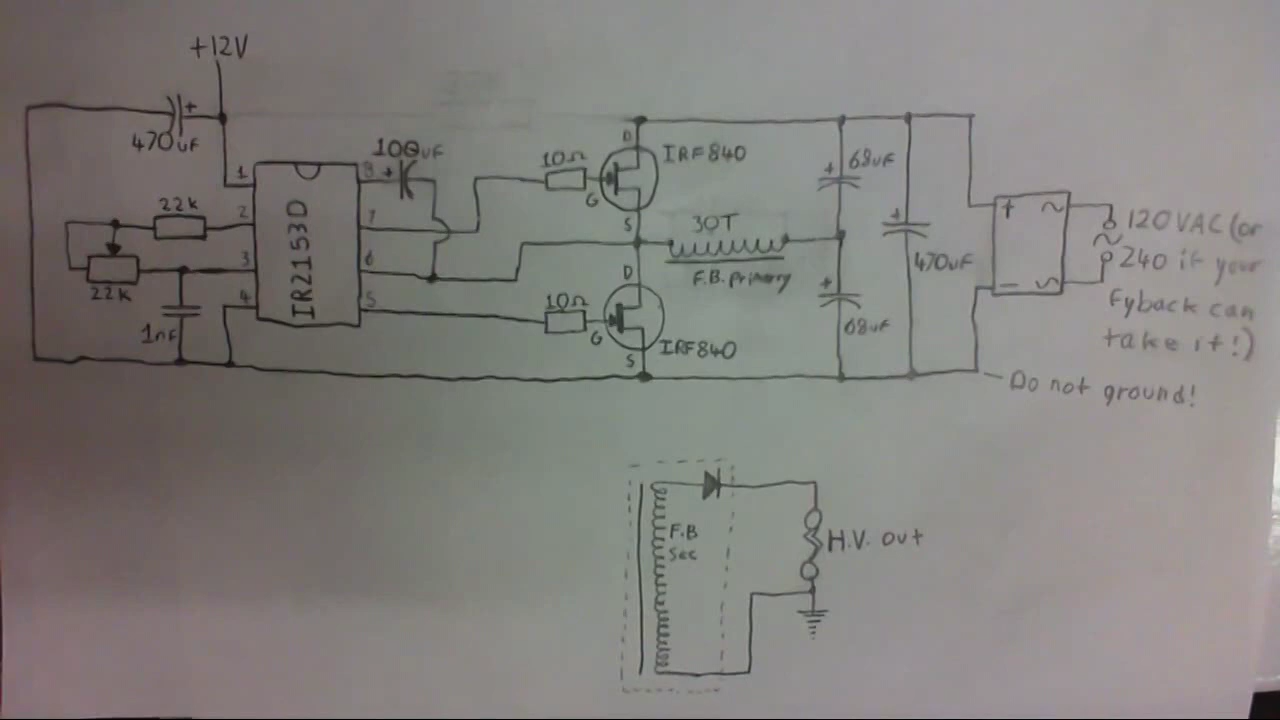 +12V
+
470uF
22k
22k
1nF
1
2
3
4
IR2153D
8
7
6
5
+
100uF
10Ω
G
D
S
IRF840
10Ω
G
D
S
IRF840
30T
F.B. primary
+
68uF
+
68uF
+
470uF
+
~
-
~
~
120VAC (or
240 if your
Fyback can
take it!)
Do not ground!
F.B
Sec
H.V. out